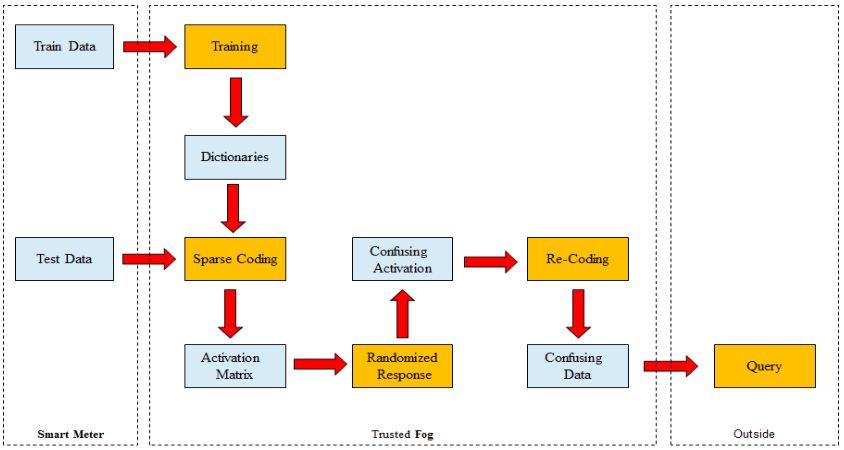 Train Data
Training
Dictionaries
Test Data
Sparse Coding
Confusing
Activation
Re-Coding
Activation
Matrix
Randomized
Response
Confusing
Data
Query
Smart Meter
Trusted Fog
Outside